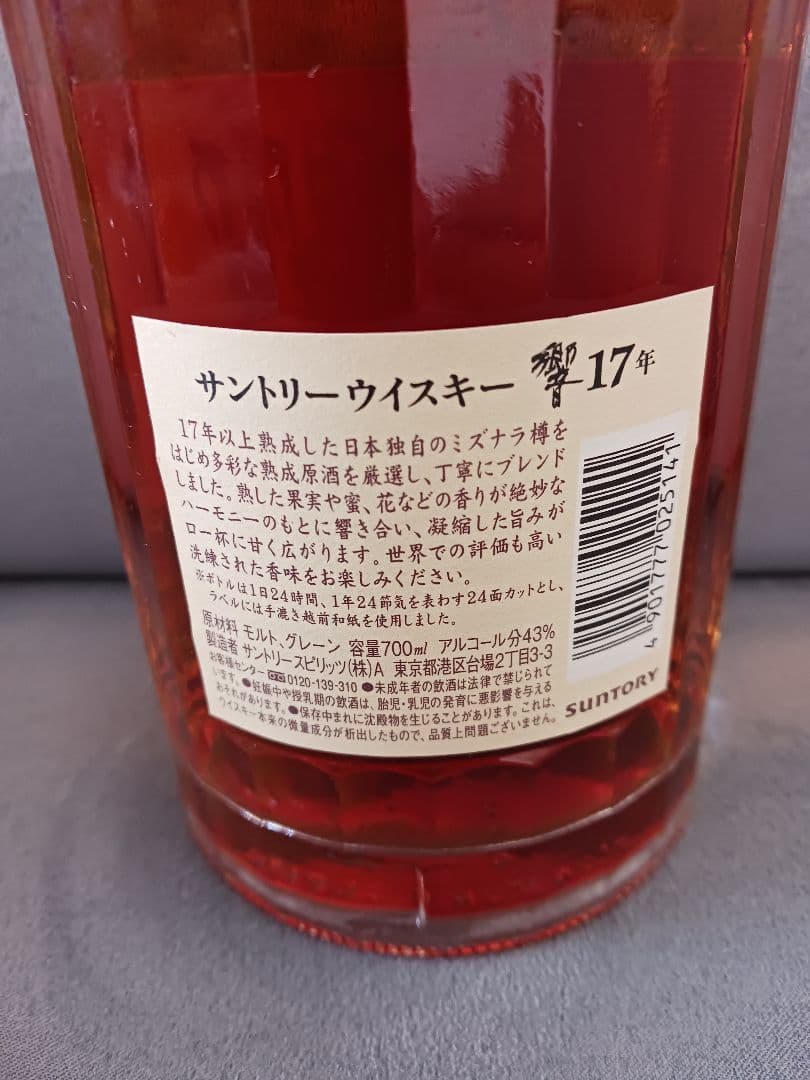 サントリーウイスキー 響 17年
17年以上熟成した日本独自のミズナラ樽を
はじめ多彩な熟成原酒を厳選し、丁寧にブレンド
しました。熟した果実や蜜、花などの香りが絶妙な
ハーモニーのもとに響き合い、凝縮した旨みが
口一杯に甘く広がります。世界での評価も高い
洗練された香味をお楽しみください。
※ボトルは1日24時間、1年24節気を表わす24面カットとし、
ラベルには手漉き越前和紙を使用しました。
原材料 モルト、グレーン 容量700ml アルコール分43%
製造者 サントリースピリッツ(株)A 東京都港区台場2丁目3-3
お客様センター 0120-139-310 ●未成年者の飲酒は法律で禁じられて
います。●妊娠中や授乳期の飲酒は、胎児・乳児の発育に悪影響を与える
おそれがあります。●保存中まれに沈殿物を生じることがあります。これは、
ウイスキー本来の微量成分が析出したもので、品質上問題ございません。
SUNTORY
4 901777 025141